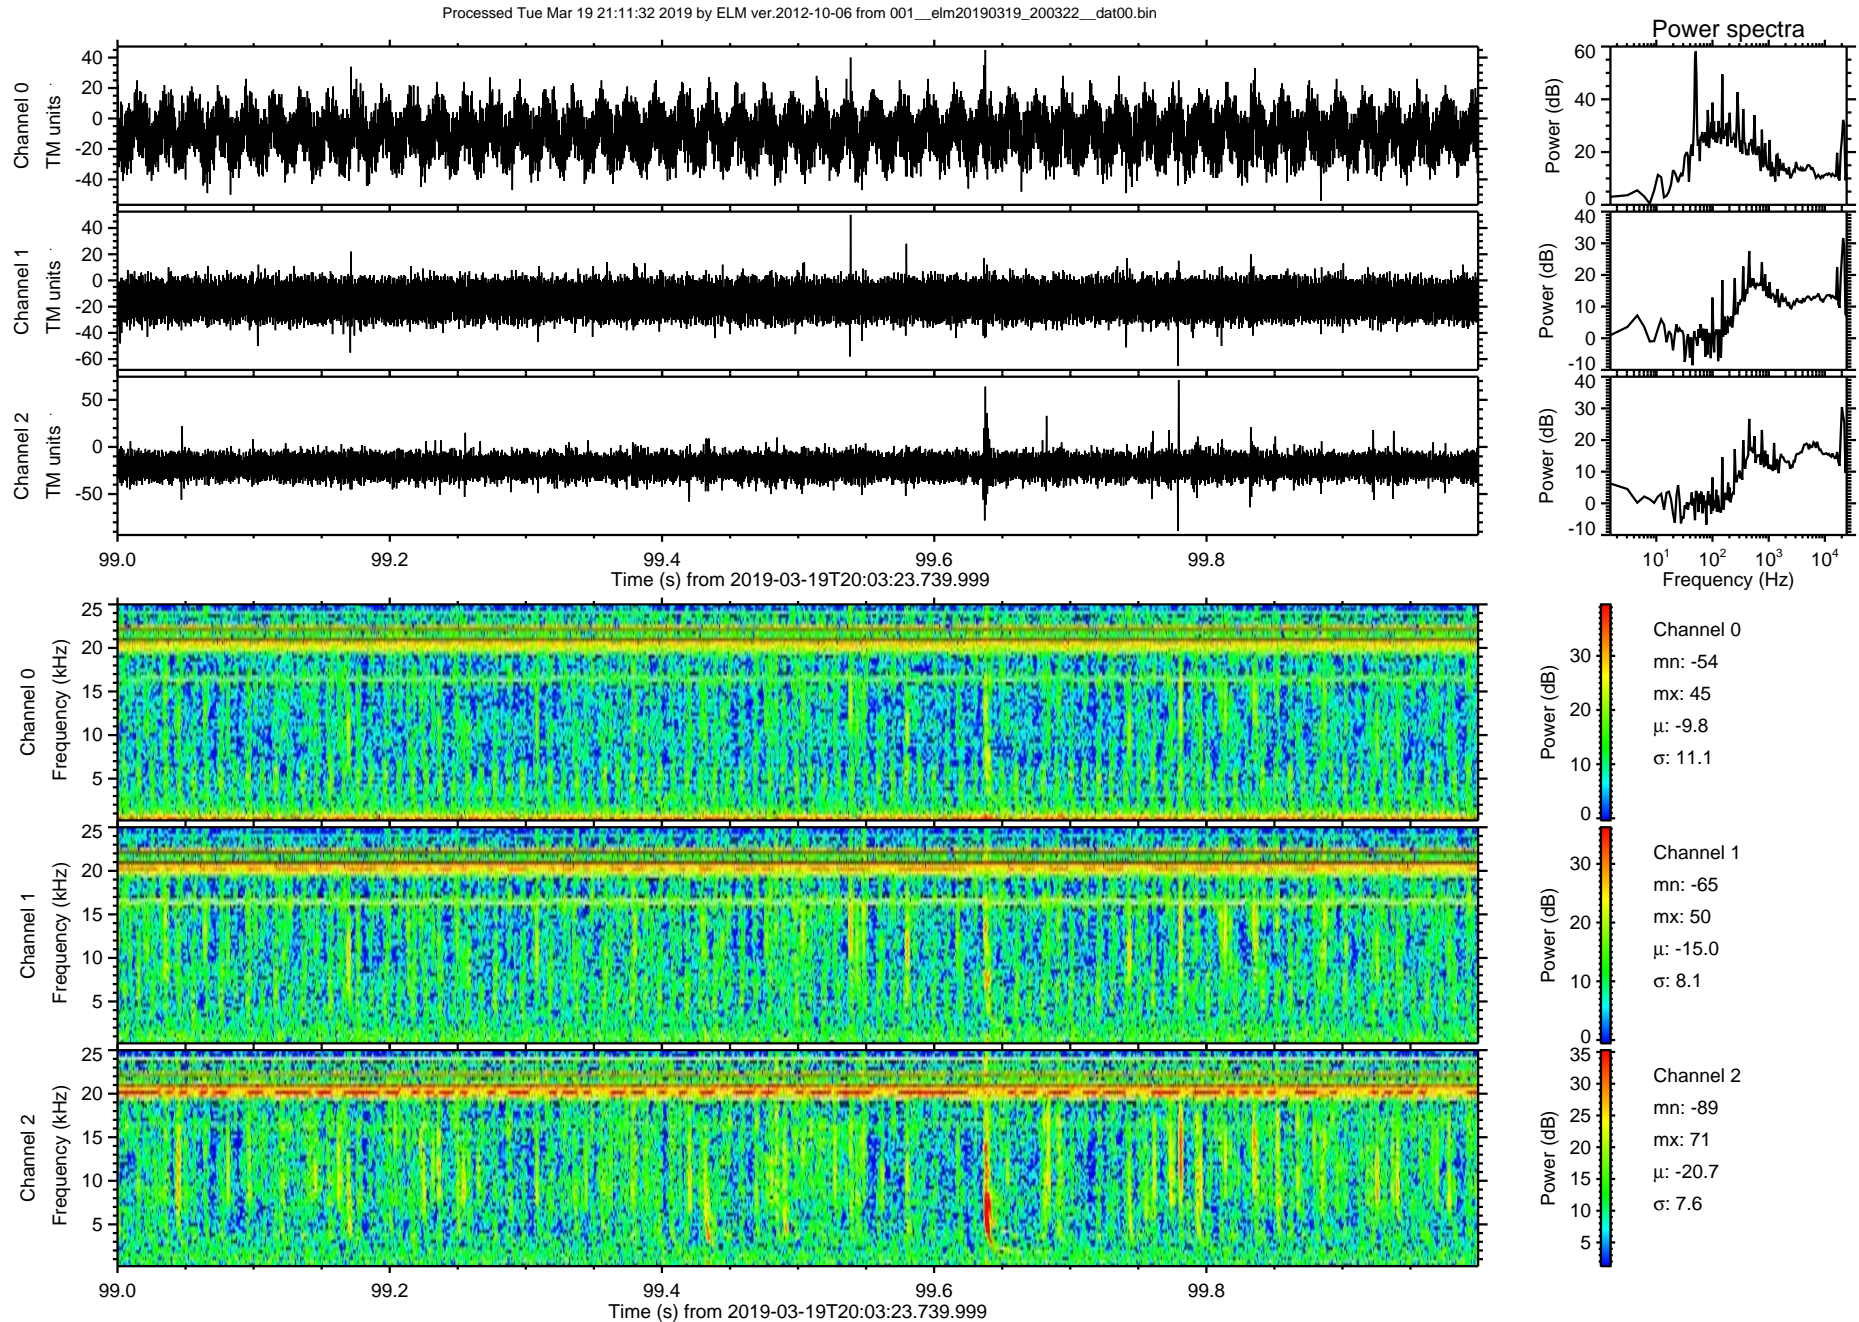 Processed Tue Mar 19 21:11:32 2019 by ELM ver.2012-10-06 from 001__elm20190319_200322__dat00.bin
Power spectra
Channel 0
TM units
40
20
0
-20
-40
Power (dB)
60
40
20
0
Channel 1
TM units
40
20
0
-20
-40
-60
Power (dB)
40
30
20
10
0
-10
Channel 2
TM units
50
0
-50
Power (dB)
40
30
20
10
0
-10
99.0 99.2 99.4 99.6 99.8
Time (s) from 2019-03-19T20:03:23.739.999
10¹ 10² 10³ 10⁴
Frequency (Hz)
Channel 0
Frequency (kHz)
25
20
15
10
5
Power (dB)
30
20
10
0
Channel 0
mn: -54
mx: 45
µ: -9.8
σ: 11.1
Channel 1
Frequency (kHz)
25
20
15
10
5
Power (dB)
30
20
10
0
Channel 1
mn: -65
mx: 50
µ: -15.0
σ: 8.1
Channel 2
Frequency (kHz)
25
20
15
10
5
Power (dB)
35
30
25
20
15
10
5
Channel 2
mn: -89
mx: 71
µ: -20.7
σ: 7.6
99.0 99.2 99.4 99.6 99.8
Time (s) from 2019-03-19T20:03:23.739.999